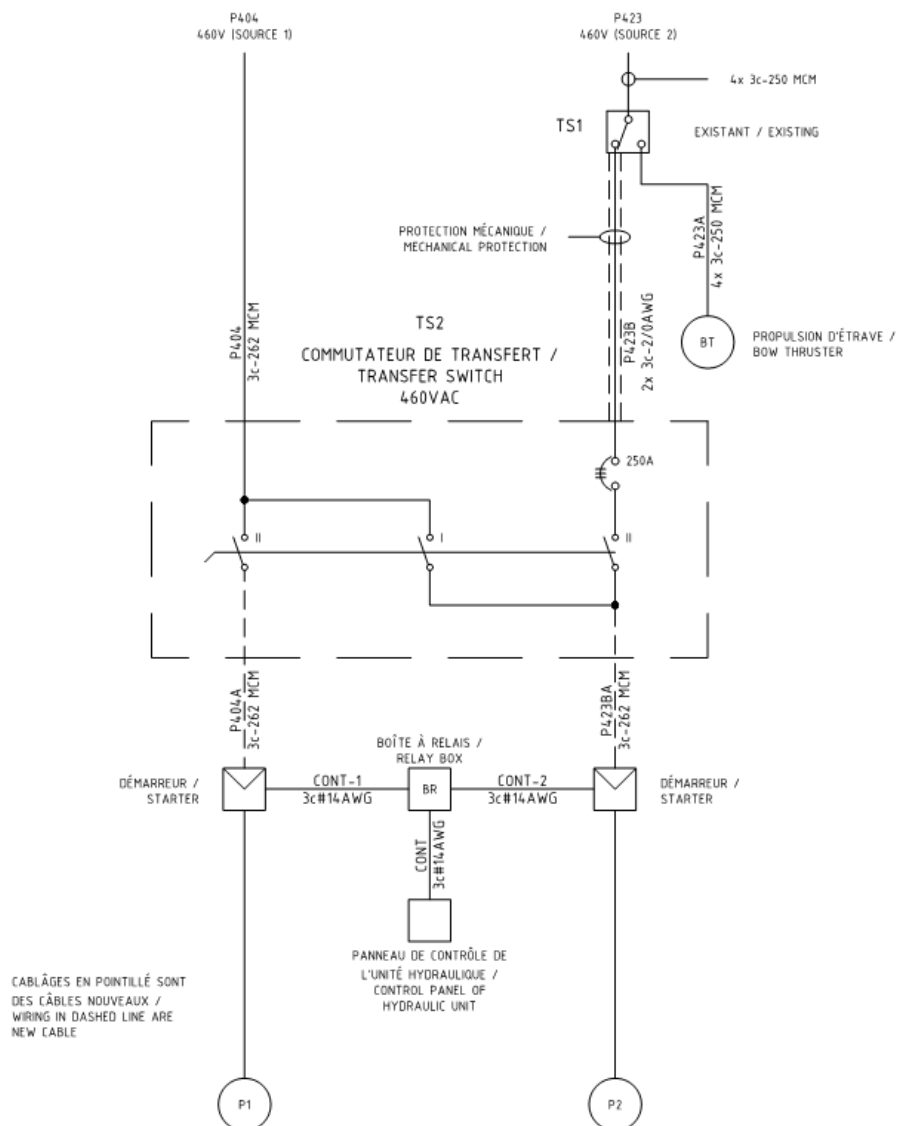 P404
460V (SOURCE 1)
P423
460V (SOURCE 2)
4x 3c-250 MCM
TS1
EXISTANT / EXISTING
PROTECTION MÉCANIQUE /
MECHANICAL PROTECTION
P423A
4x 3c-250 MCM
P404
3c-262 MCM
TS2
COMMUTATEUR DE TRANSFERT /
TRANSFER SWITCH
460VAC
P423B
2x 3c-2/0AWG
BT
PROPULSION D'ÉTRAVE /
BOW THRUSTER
250A
II
I
II
P404A
3c-262 MCM
P423BA
3c-262 MCM
BOÎTE À RELAIS /
RELAY BOX
DÉMARREUR /
STARTER
CONT-1
3c#14AWG
BR
CONT-2
3c#14AWG
DÉMARREUR /
STARTER
CONT
3c#14AWG
PANNEAU DE CONTRÔLE DE
L'UNITÉ HYDRAULIQUE /
CONTROL PANEL OF
HYDRAULIC UNIT
CABLÂGES EN POINTILLÉ SONT
DES CÂBLES NOUVEAUX /
WIRING IN DASHED LINE ARE
NEW CABLE
P1
P2